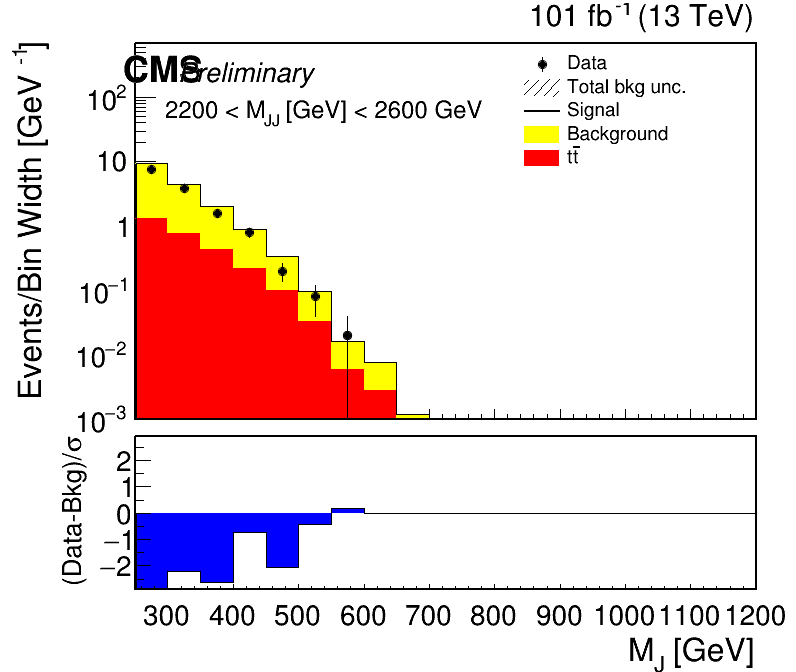 101 fb⁻¹ (13 TeV)
CMS Preliminary
2200 < M_JJ [GeV] < 2600 GeV
Data
Total bkg unc.
Signal
Background
tt̄
Events/Bin Width [GeV⁻¹]
10²
10
1
10⁻¹
10⁻²
10⁻³
(Data-Bkg)/σ
2
1
0
−1
−2
300 400 500 600 700 800 900 1000 1100 1200
M_J [GeV]